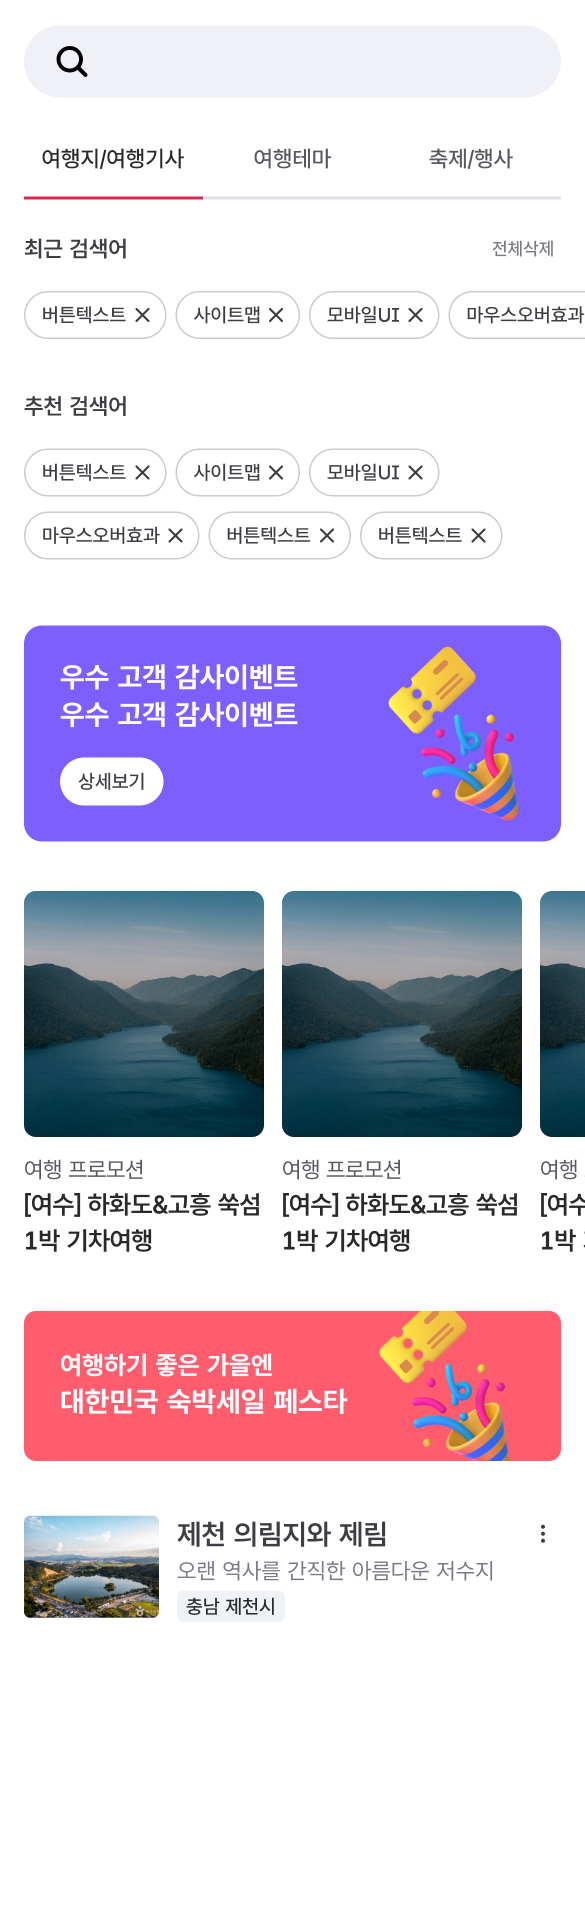 여행지/여행기사 여행테마 축제/행사
최근 검색어 전체삭제
버튼텍스트 사이트맵 모바일UI 마우스오버효과
추천 검색어
버튼텍스트 사이트맵 모바일UI
마우스오버효과 버튼텍스트 버튼텍스트
우수 고객 감사이벤트
우수 고객 감사이벤트
상세보기
여행 프로모션
[여수] 하화도&고흥 쑥섬
1박 기차여행
여행 프로모션
[여수] 하화도&고흥 쑥섬
1박 기차여행
여행
[여수
1박
여행하기 좋은 가을엔
대한민국 숙박세일 페스타
제천 의림지와 제림
오랜 역사를 간직한 아름다운 저수지
충남 제천시